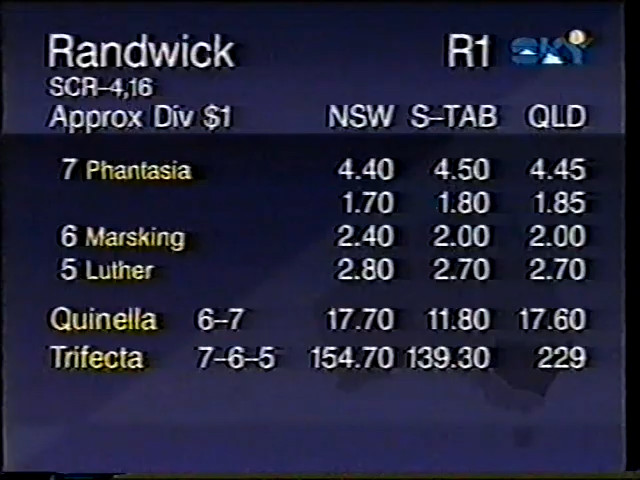 Randwick R1 SKY
SCR-4,16
Approx Div $1 NSW S-TAB QLD
7 Phantasia 4.40 4.50 4.45
1.70 1.80 1.85
6 Marsking 2.40 2.00 2.00
5 Luther 2.80 2.70 2.70
Quinella 6-7 17.70 11.80 17.60
Trifecta 7-6-5 154.70 139.30 229